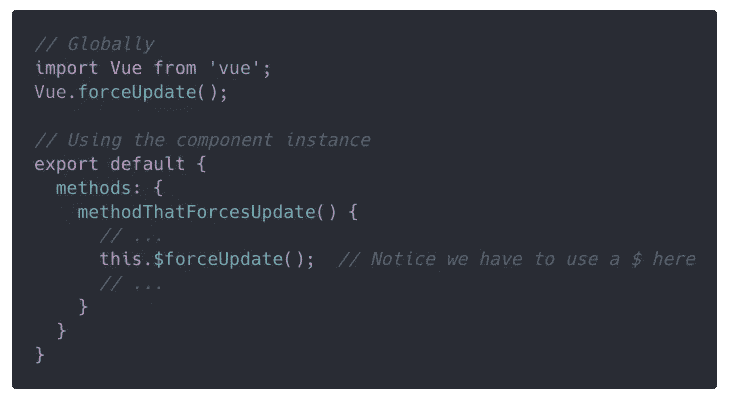 // Globally
import Vue from 'vue';
Vue.forceUpdate();

// Using the component instance
export default {
  methods: {
    methodThatForcesUpdate() {
      // ...
      this.$forceUpdate();  // Notice we have to use a $ here
      // ...
    }
  }
}